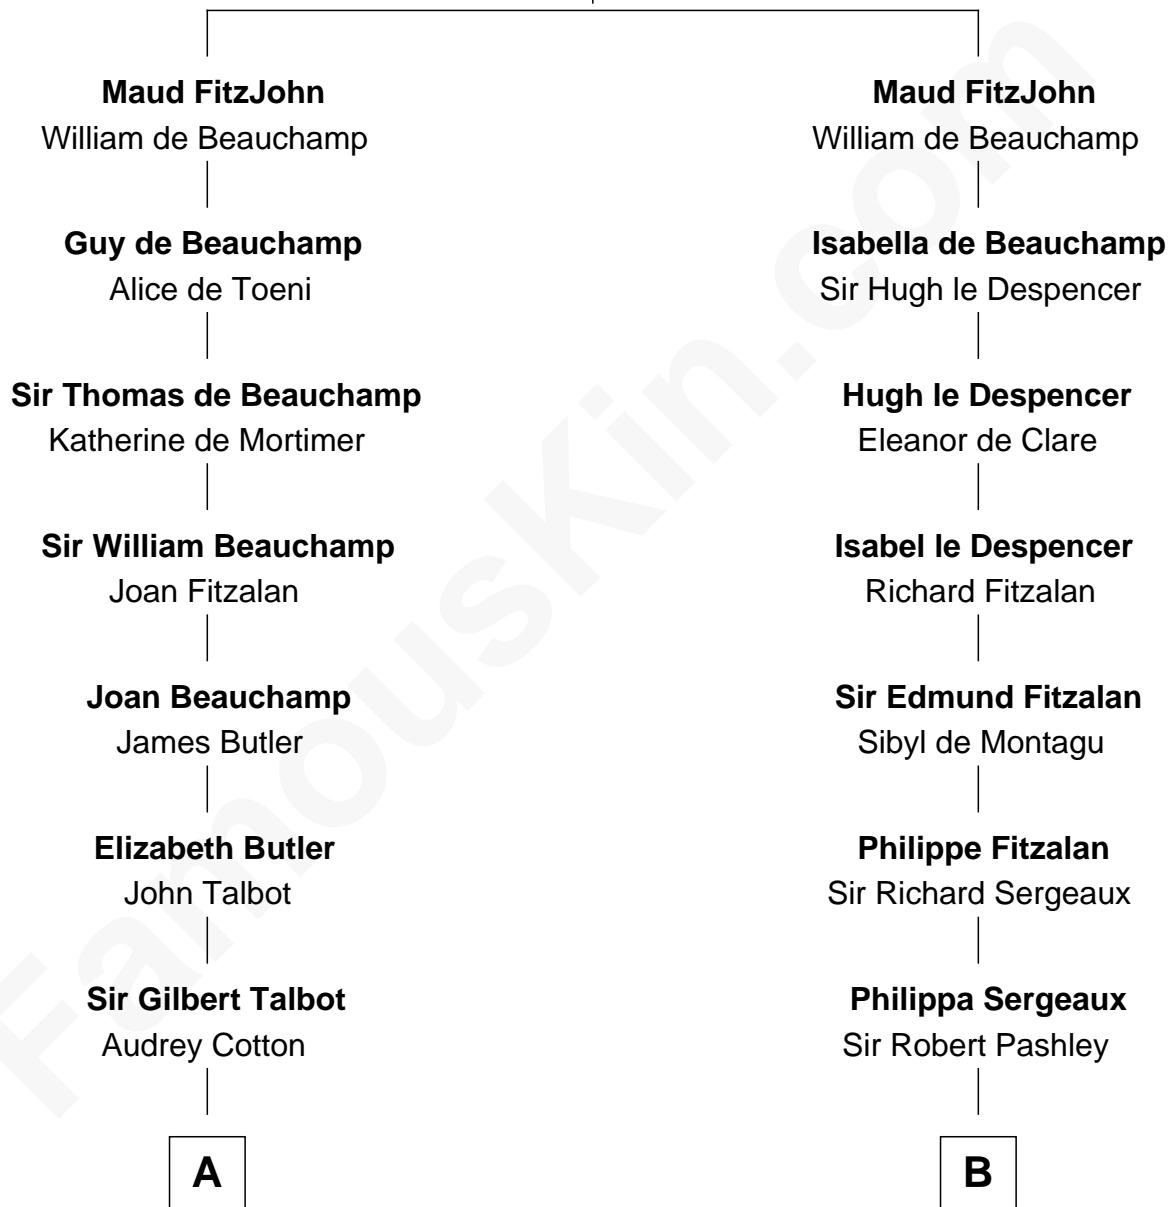 Maud FitzJohn
William de Beauchamp
Guy de Beauchamp
Alice de Toeni
Sir Thomas de Beauchamp
Katherine de Mortimer
Sir William Beauchamp
Joan Fitzalan
Joan Beauchamp
James Butler
Elizabeth Butler
John Talbot
Sir Gilbert Talbot
Audrey Cotton
A
Maud FitzJohn
William de Beauchamp
Isabella de Beauchamp
Sir Hugh le Despencer
Hugh le Despencer
Eleanor de Clare
Isabel le Despencer
Richard Fitzalan
Sir Edmund Fitzalan
Sibyl de Montagu
Philippe Fitzalan
Sir Richard Sergeaux
Philippa Sergeaux
Sir Robert Pashley
B
FamousKin.com